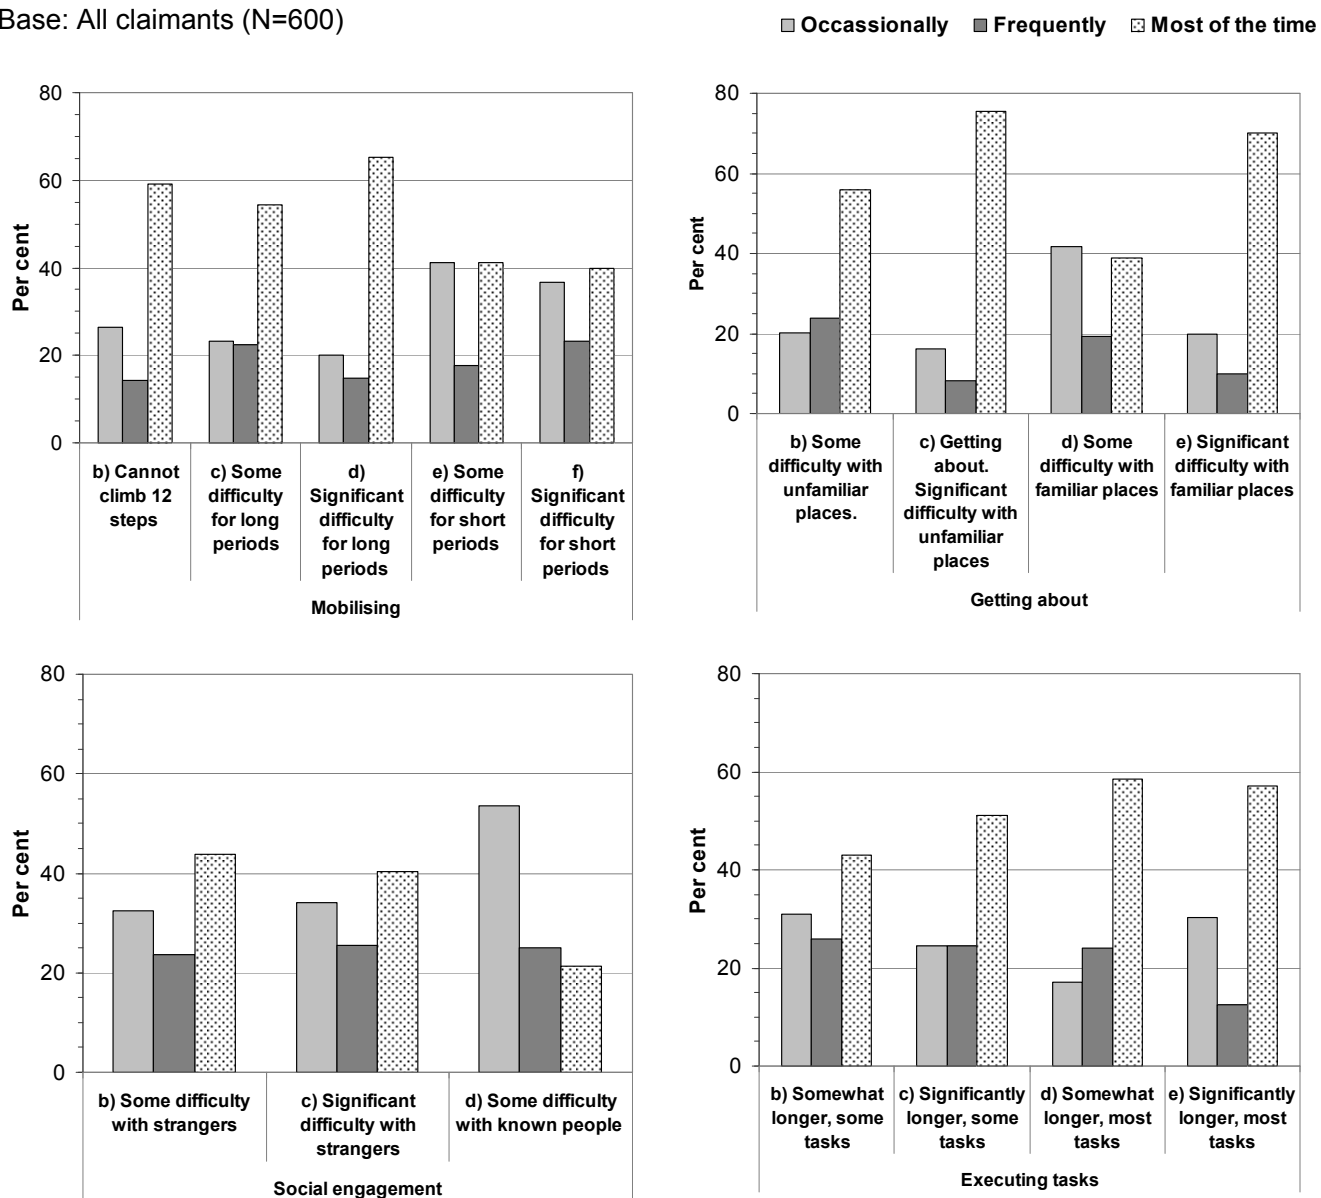 Base: All claimants (N=600)
Occassionally Frequently Most of the time
80
60
40
20
0
Per cent
b) Cannot
climb 12
steps
c) Some
difficulty
for long
periods
d)
Significant
difficulty
for long
periods
e) Some
difficulty
for short
periods
f)
Significant
difficulty
for short
periods
Mobilising
80
60
40
20
0
Per cent
b) Some
difficulty with
unfamiliar
places.
c) Getting
about.
Significant
difficulty with
unfamiliar
places
d) Some
difficulty with
familiar places
e) Significant
difficulty with
familiar places
Getting about
80
60
40
20
0
Per cent
b) Some difficulty
with strangers
c) Significant
difficulty with
strangers
d) Some difficulty
with known people
Social engagement
80
60
40
20
0
Per cent
b) Somewhat
longer, some
tasks
c) Significantly
longer, some
tasks
d) Somewhat
longer, most
tasks
e) Significantly
longer, most
tasks
Executing tasks